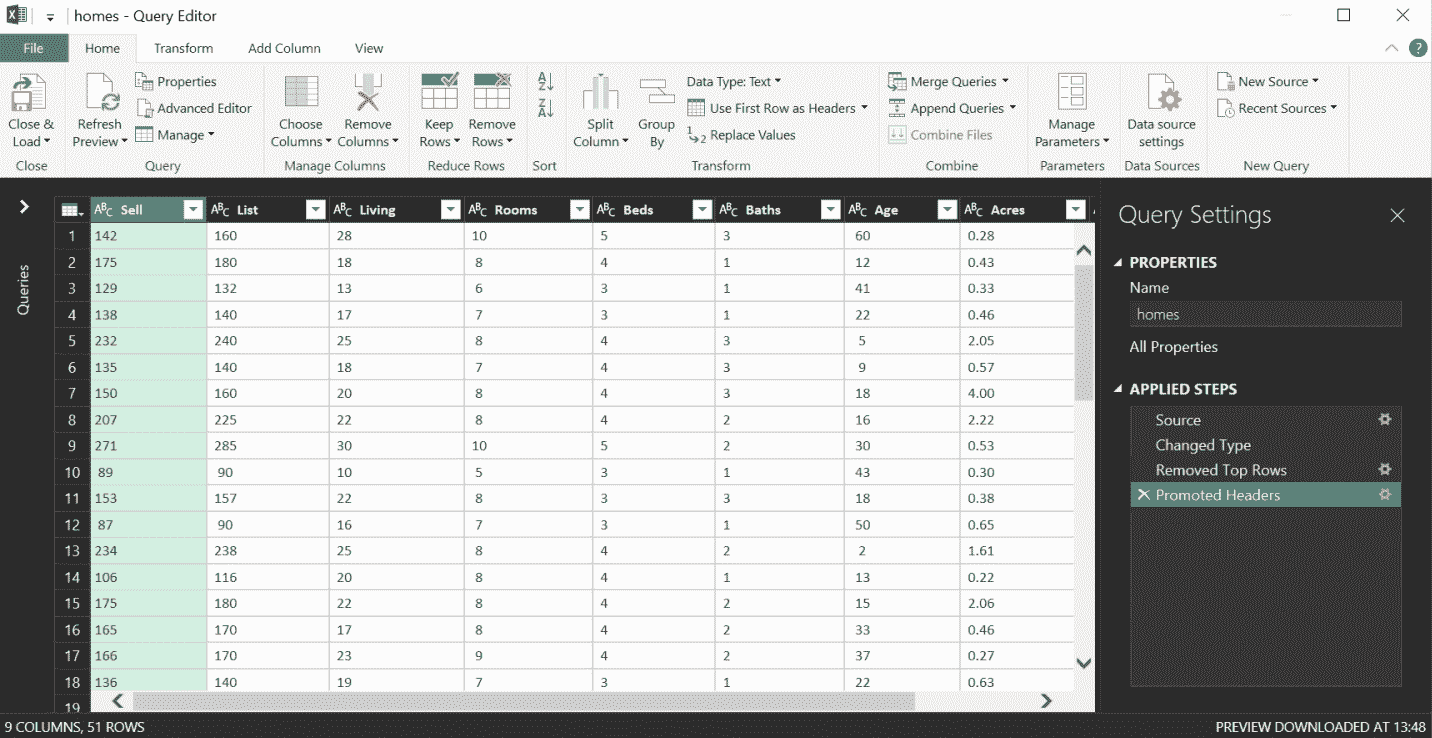 homes - Query Editor
File Home Transform Add Column View
Close & Load
Refresh Preview
Properties
Advanced Editor
Manage
Choose Columns
Remove Columns
Keep Rows
Remove Rows
A Z
Z A
Split Column
Group By
Data Type: Text
Use First Row as Headers
1 2 Replace Values
Merge Queries
Append Queries
Combine Files
Manage Parameters
Data source settings
New Source
Recent Sources
Close Query Manage Columns Reduce Rows Sort Transform Combine Parameters Data Sources New Query
Queries
ABC Sell ABC List ABC Living ABC Rooms ABC Beds ABC Baths ABC Age ABC Acres
1 142 160 28 10 5 3 60 0.28
2 175 180 18 8 4 1 12 0.43
3 129 132 13 6 3 1 41 0.33
4 138 140 17 7 3 1 22 0.46
5 232 240 25 8 4 3 5 2.05
6 135 140 18 7 4 3 9 0.57
7 150 160 20 8 4 3 18 4.00
8 207 225 22 8 4 2 16 2.22
9 271 285 30 10 5 2 30 0.53
10 89 90 10 5 3 1 43 0.30
11 153 157 22 8 3 3 18 0.38
12 87 90 16 7 3 1 50 0.65
13 234 238 25 8 4 2 2 1.61
14 106 116 20 8 4 1 13 0.22
15 175 180 22 8 4 2 15 2.06
16 165 170 17 8 4 2 33 0.46
17 166 170 23 9 4 2 37 0.27
18 136 140 19 7 3 1 22 0.63
19
Query Settings
PROPERTIES
Name
homes
All Properties
APPLIED STEPS
Source
Changed Type
Removed Top Rows
Promoted Headers
9 COLUMNS, 51 ROWS
PREVIEW DOWNLOADED AT 13:48